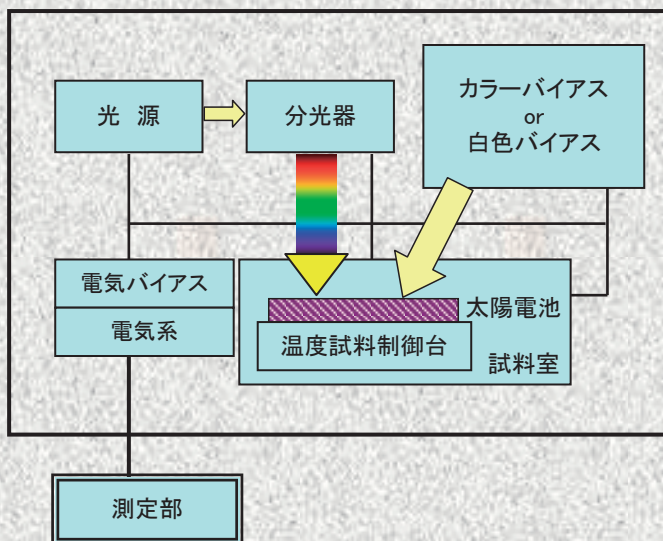 光 源
分光器
カラーバイアス
or
白色バイアス
電気バイアス
電気系
太陽電池
温度試料制御台
試料室
測定部